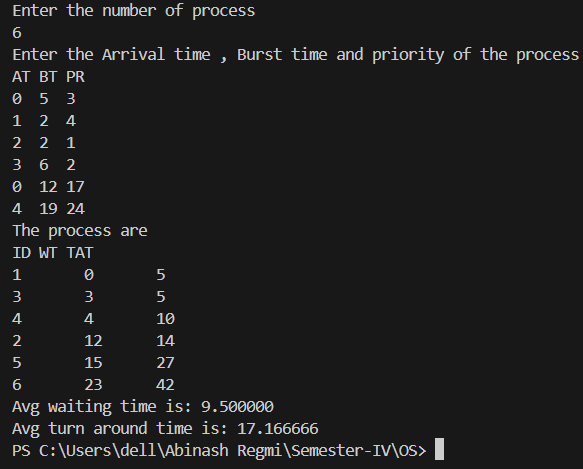 Enter the number of process
6
Enter the Arrival time , Burst time and priority of the process
AT BT PR
0 5 3
1 2 4
2 2 1
3 6 2
0 12 17
4 19 24
The process are
ID WT TAT
1 0 5
3 3 5
4 4 10
2 12 14
5 15 27
6 23 42
Avg waiting time is: 9.500000
Avg turn around time is: 17.166666
PS C:\Users\dell\Abinash Regmi\Semester-IV\OS>